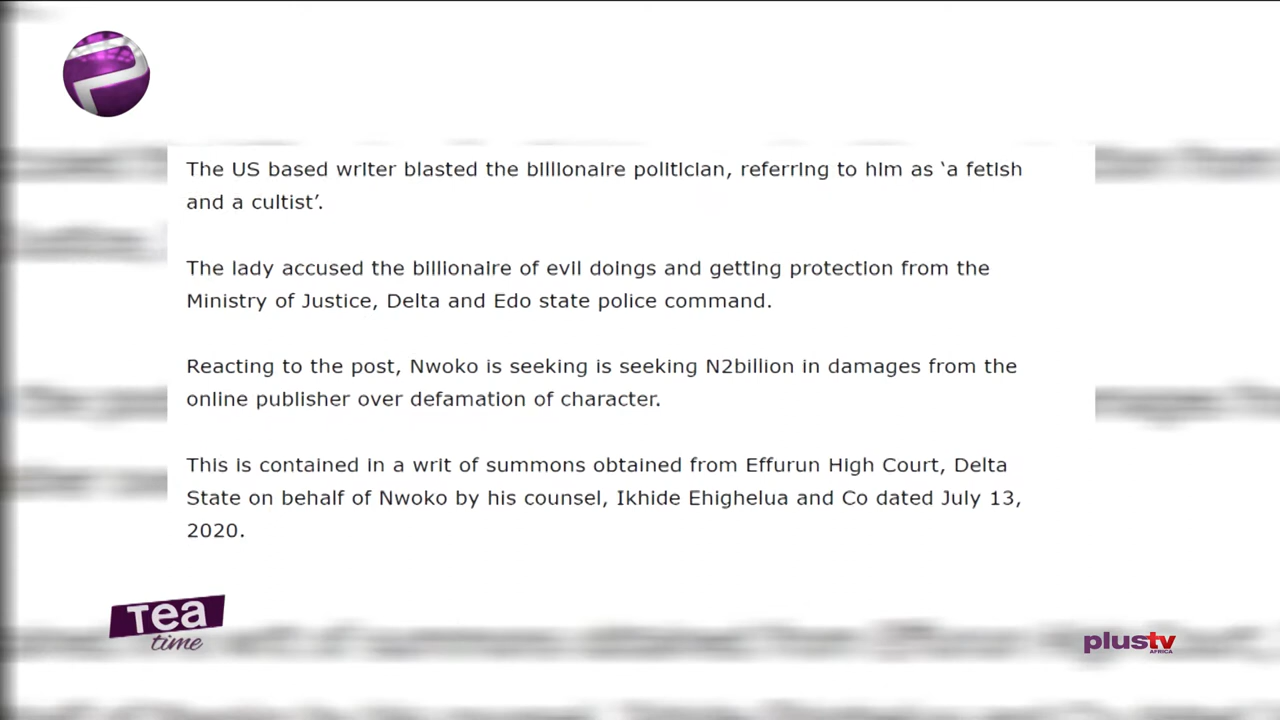 The US based writer blasted the billionaire politician, referring to him as ‘a fetish
and a cultist’.
The lady accused the billionaire of evil doings and getting protection from the
Ministry of Justice, Delta and Edo state police command.
Reacting to the post, Nwoko is seeking is seeking N2billion in damages from the
online publisher over defamation of character.
This is contained in a writ of summons obtained from Effurun High Court, Delta
State on behalf of Nwoko by his counsel, Ikhide Ehighelua and Co dated July 13,
2020.
Tea
time
plustv
AFRICA